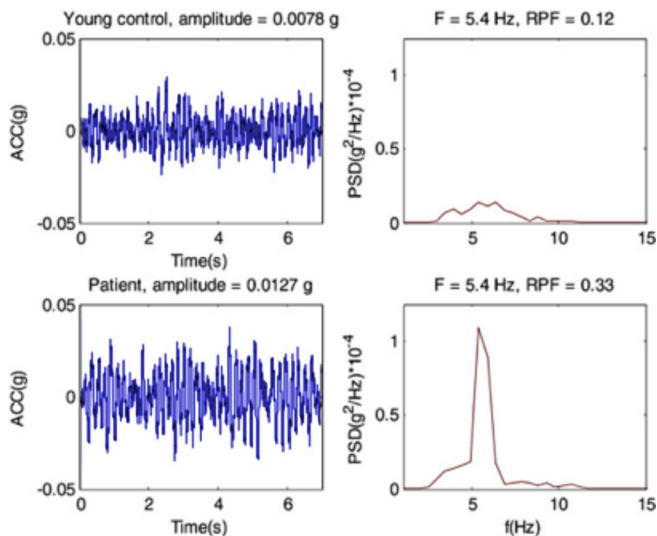 Young control, amplitude = 0.0078 g
F = 5.4 Hz, RPF = 0.12
0.05
0
-0.05
ACC(g)
0 2 4 6
Time(s)
1
0.5
0
PSD(g²/Hz)*10⁻⁴
5 10 15
Patient, amplitude = 0.0127 g
F = 5.4 Hz, RPF = 0.33
0.05
0
-0.05
ACC(g)
0 2 4 6
Time(s)
1
0.5
0
PSD(g²/Hz)*10⁻⁴
5 10 15
f(Hz)